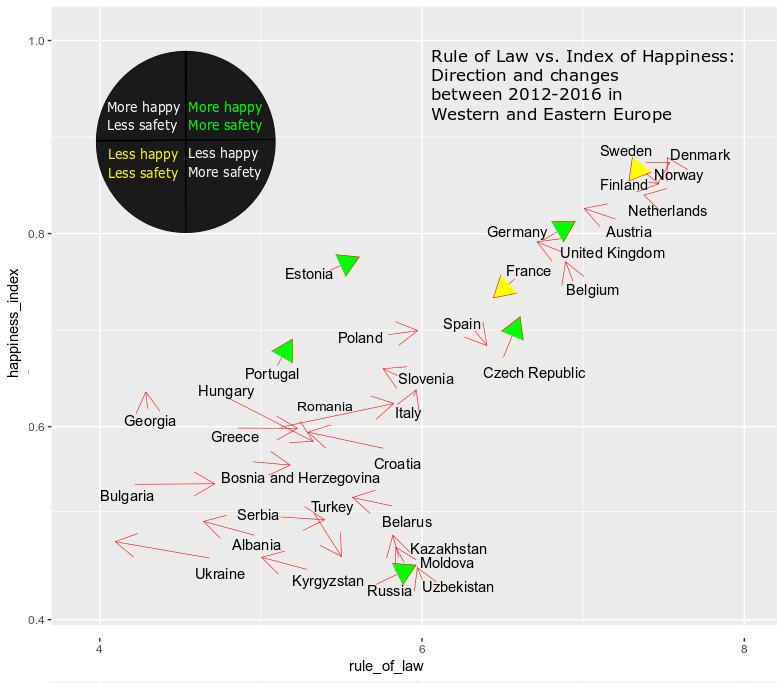 Rule of Law vs. Index of Happiness:
Direction and changes
between 2012-2016 in
Western and Eastern Europe
More happy
Less safety
More happy
More safety
Less happy
Less safety
Less happy
More safety
1.0
0.8
0.6
0.4
happiness_index
Sweden
Denmark
Norway
Finland
Netherlands
Germany
Austria
United Kingdom
Estonia
France
Belgium
Spain
Poland
Portugal
Czech Republic
Slovenia
Hungary
Romania
Georgia
Italy
Greece
Croatia
Bosnia and Herzegovina
Bulgaria
Turkey
Serbia
Belarus
Albania
Kazakhstan
Moldova
Ukraine
Kyrgyzstan
Russia
Uzbekistan
4
6
8
rule_of_law